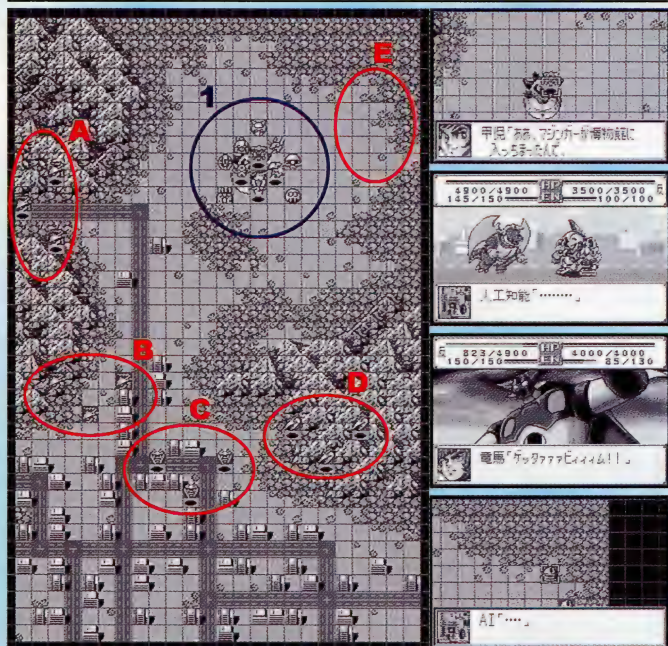 A
1
E
B
C
D
甲児「ああ、マジンガーが博物館に
入っちまったんで、
4900/4900 HP 3500/3500 反
145/150 EN 100/100
人工知能「‥‥‥‥」
反 823/4900 HP 4000/4000
150/150 EN 85/130
竜馬「ゲッタァァァビィィィム!!」
AI「‥‥」